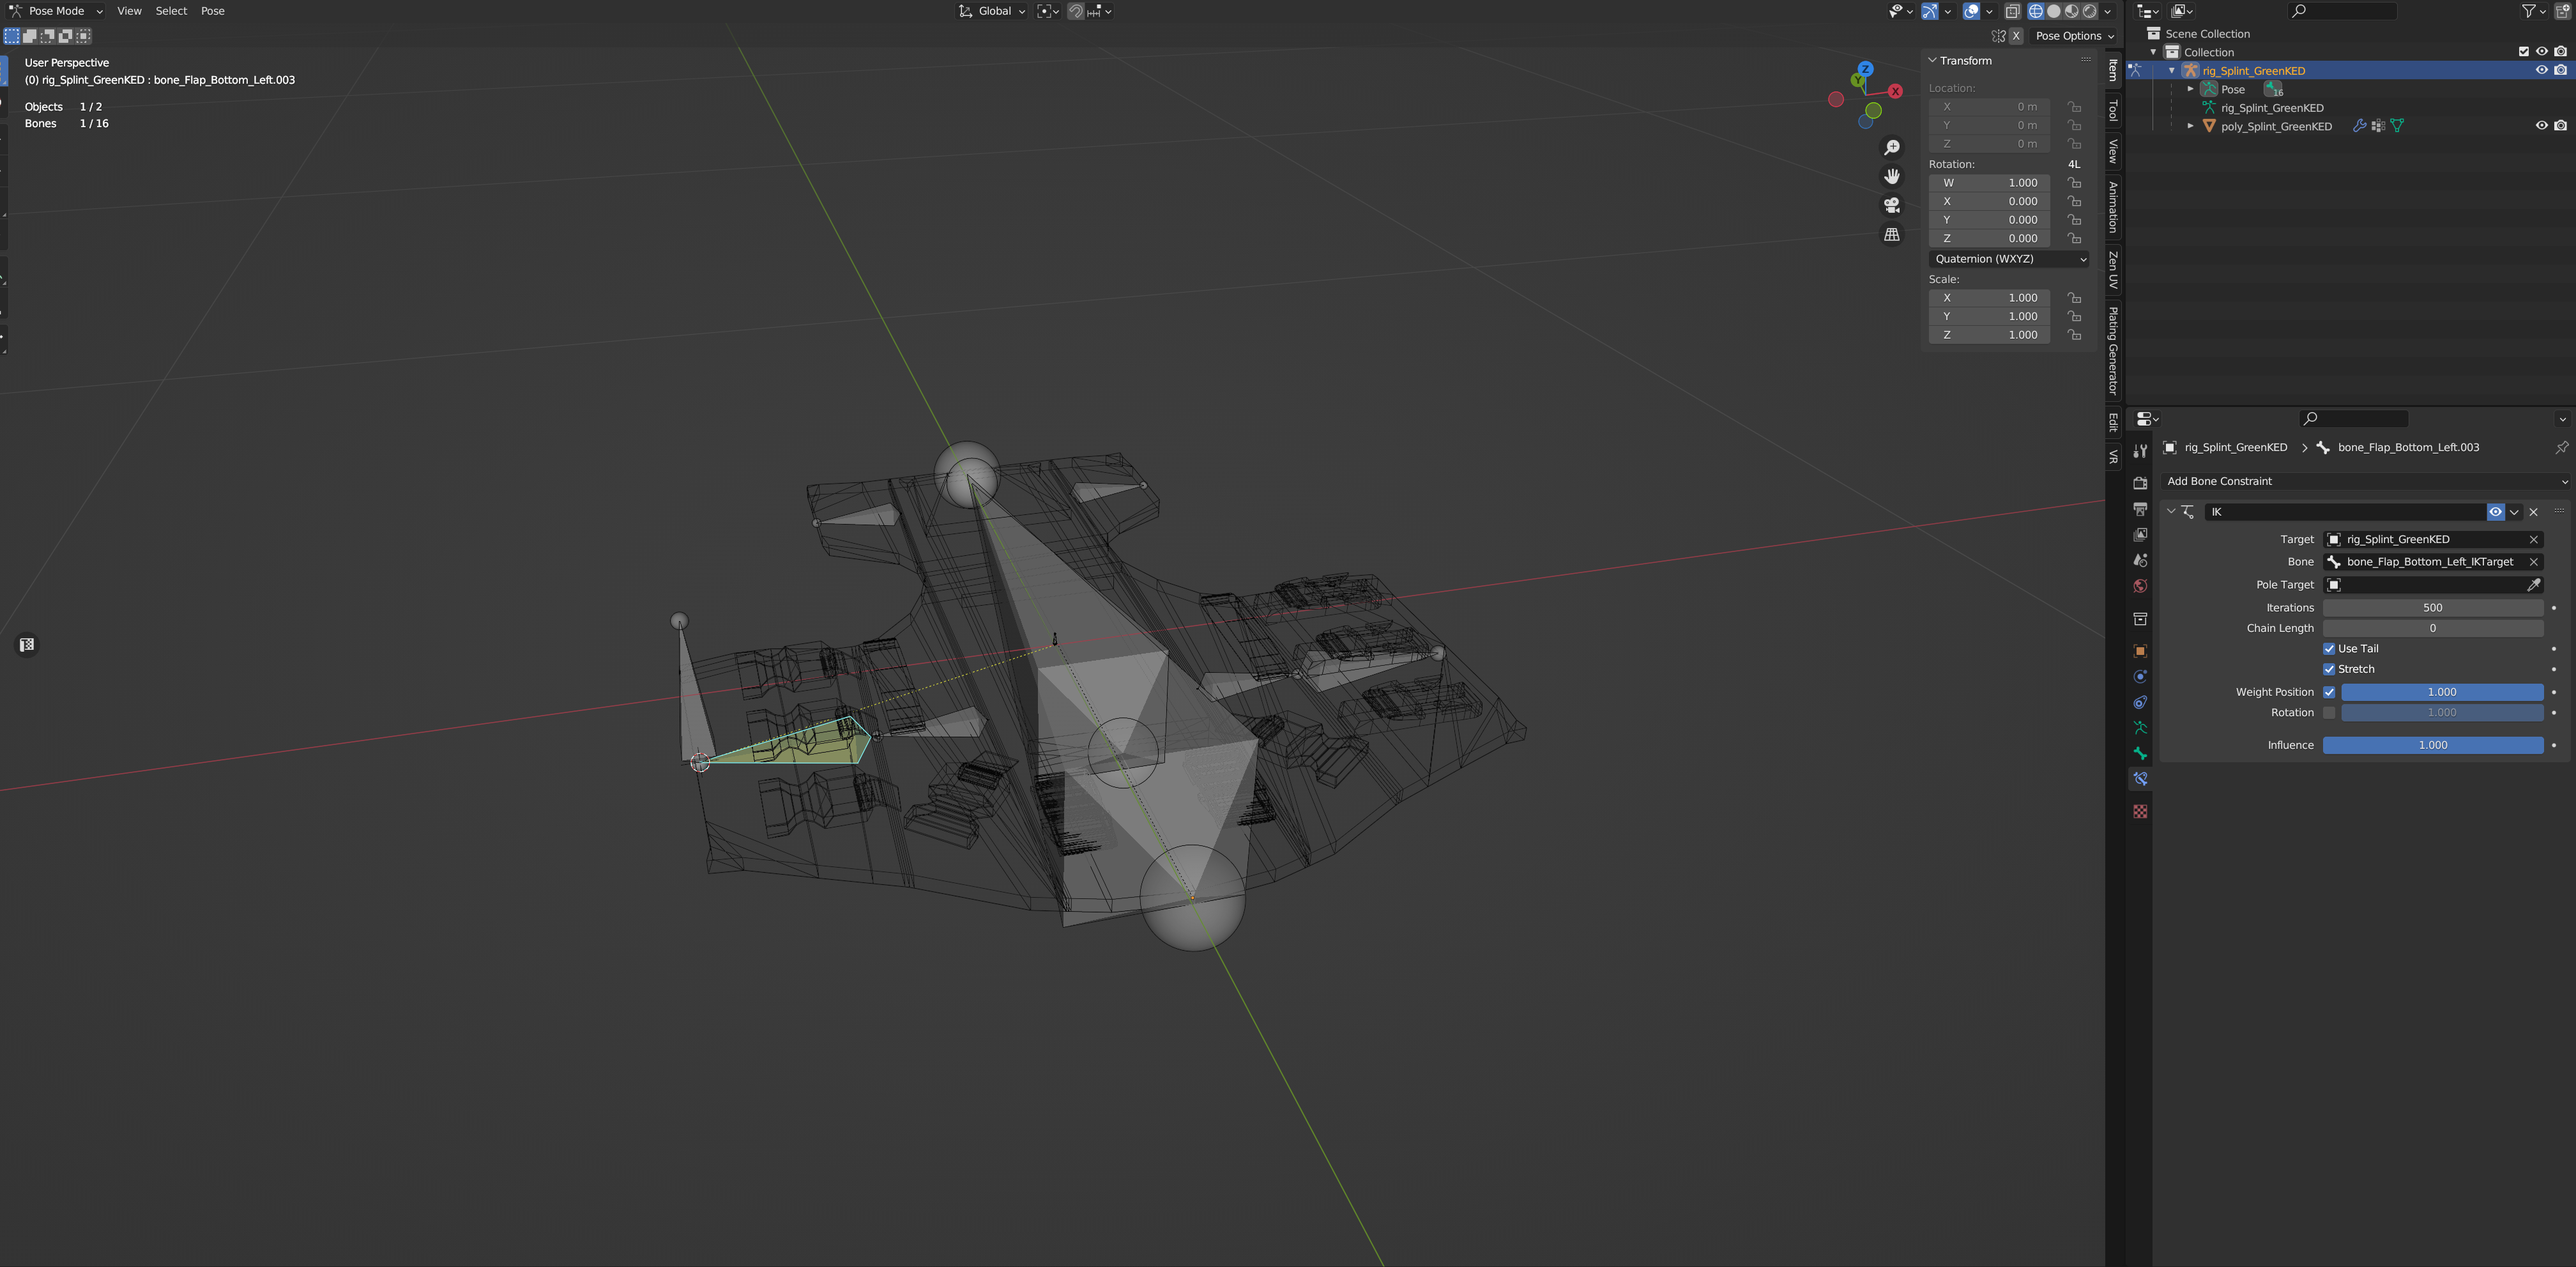 Pose Mode View Select Pose Global
X Pose Options
User Perspective
(0) rig_Splint_GreenKED : bone_Flap_Bottom_Left.003
Objects 1 / 2
Bones 1 / 16
Z
Y
X
Transform
Location:
X 0 m
Y 0 m
Z 0 m
Rotation: 4L
W 1.000
X 0.000
Y 0.000
Z 0.000
Quaternion (WXYZ)
Scale:
X 1.000
Y 1.000
Z 1.000
Item
Tool
View
Animation
Zen UV
Plating Generator
Edit
VR
Scene Collection
Collection
rig_Splint_GreenKED
Pose 16
rig_Splint_GreenKED
poly_Splint_GreenKED
rig_Splint_GreenKED bone_Flap_Bottom_Left.003
Add Bone Constraint
IK
Target rig_Splint_GreenKED
Bone bone_Flap_Bottom_Left_IKTarget
Pole Target
Iterations 500
Chain Length 0
Use Tail
Stretch
Weight Position 1.000
Rotation 1.000
Influence 1.000